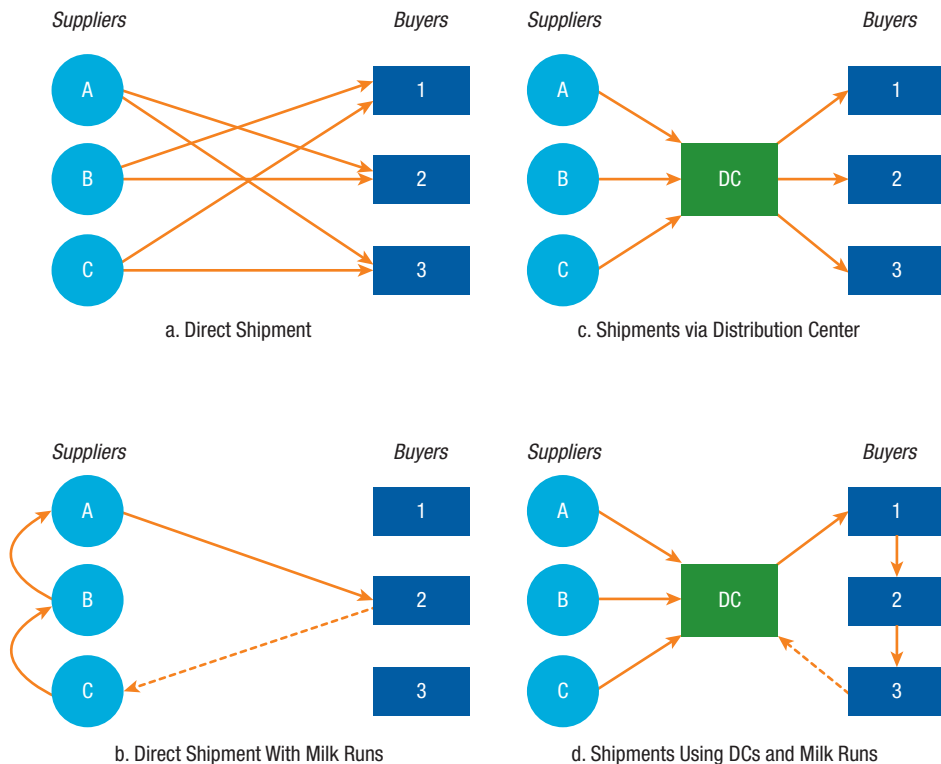 Suppliers Buyers
A 1
B 2
C 3
a. Direct Shipment
Suppliers Buyers
A 1
B DC 2
C 3
c. Shipments via Distribution Center
Suppliers Buyers
A 1
B 2
C 3
b. Direct Shipment With Milk Runs
Suppliers Buyers
A 1
B DC 2
C 3
d. Shipments Using DCs and Milk Runs